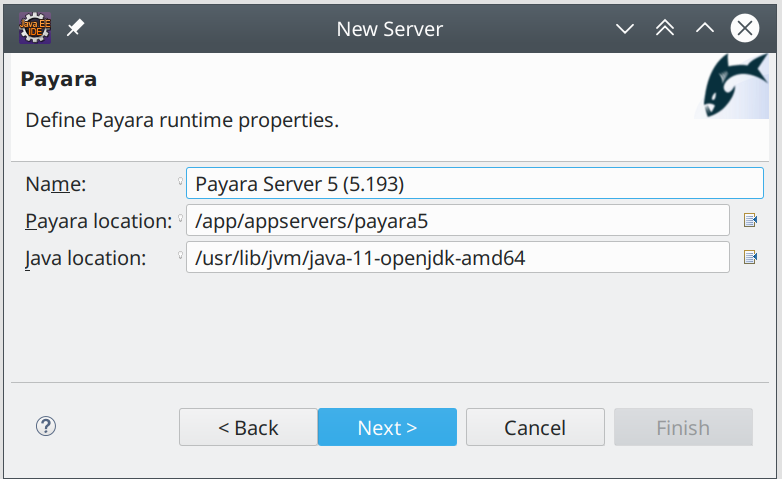 Java EE
IDE
New Server
Payara
Define Payara runtime properties.
Name:
Payara Server 5 (5.193)
Payara location:
/app/appservers/payara5
Java location:
/usr/lib/jvm/java-11-openjdk-amd64
?
< Back
Next >
Cancel
Finish